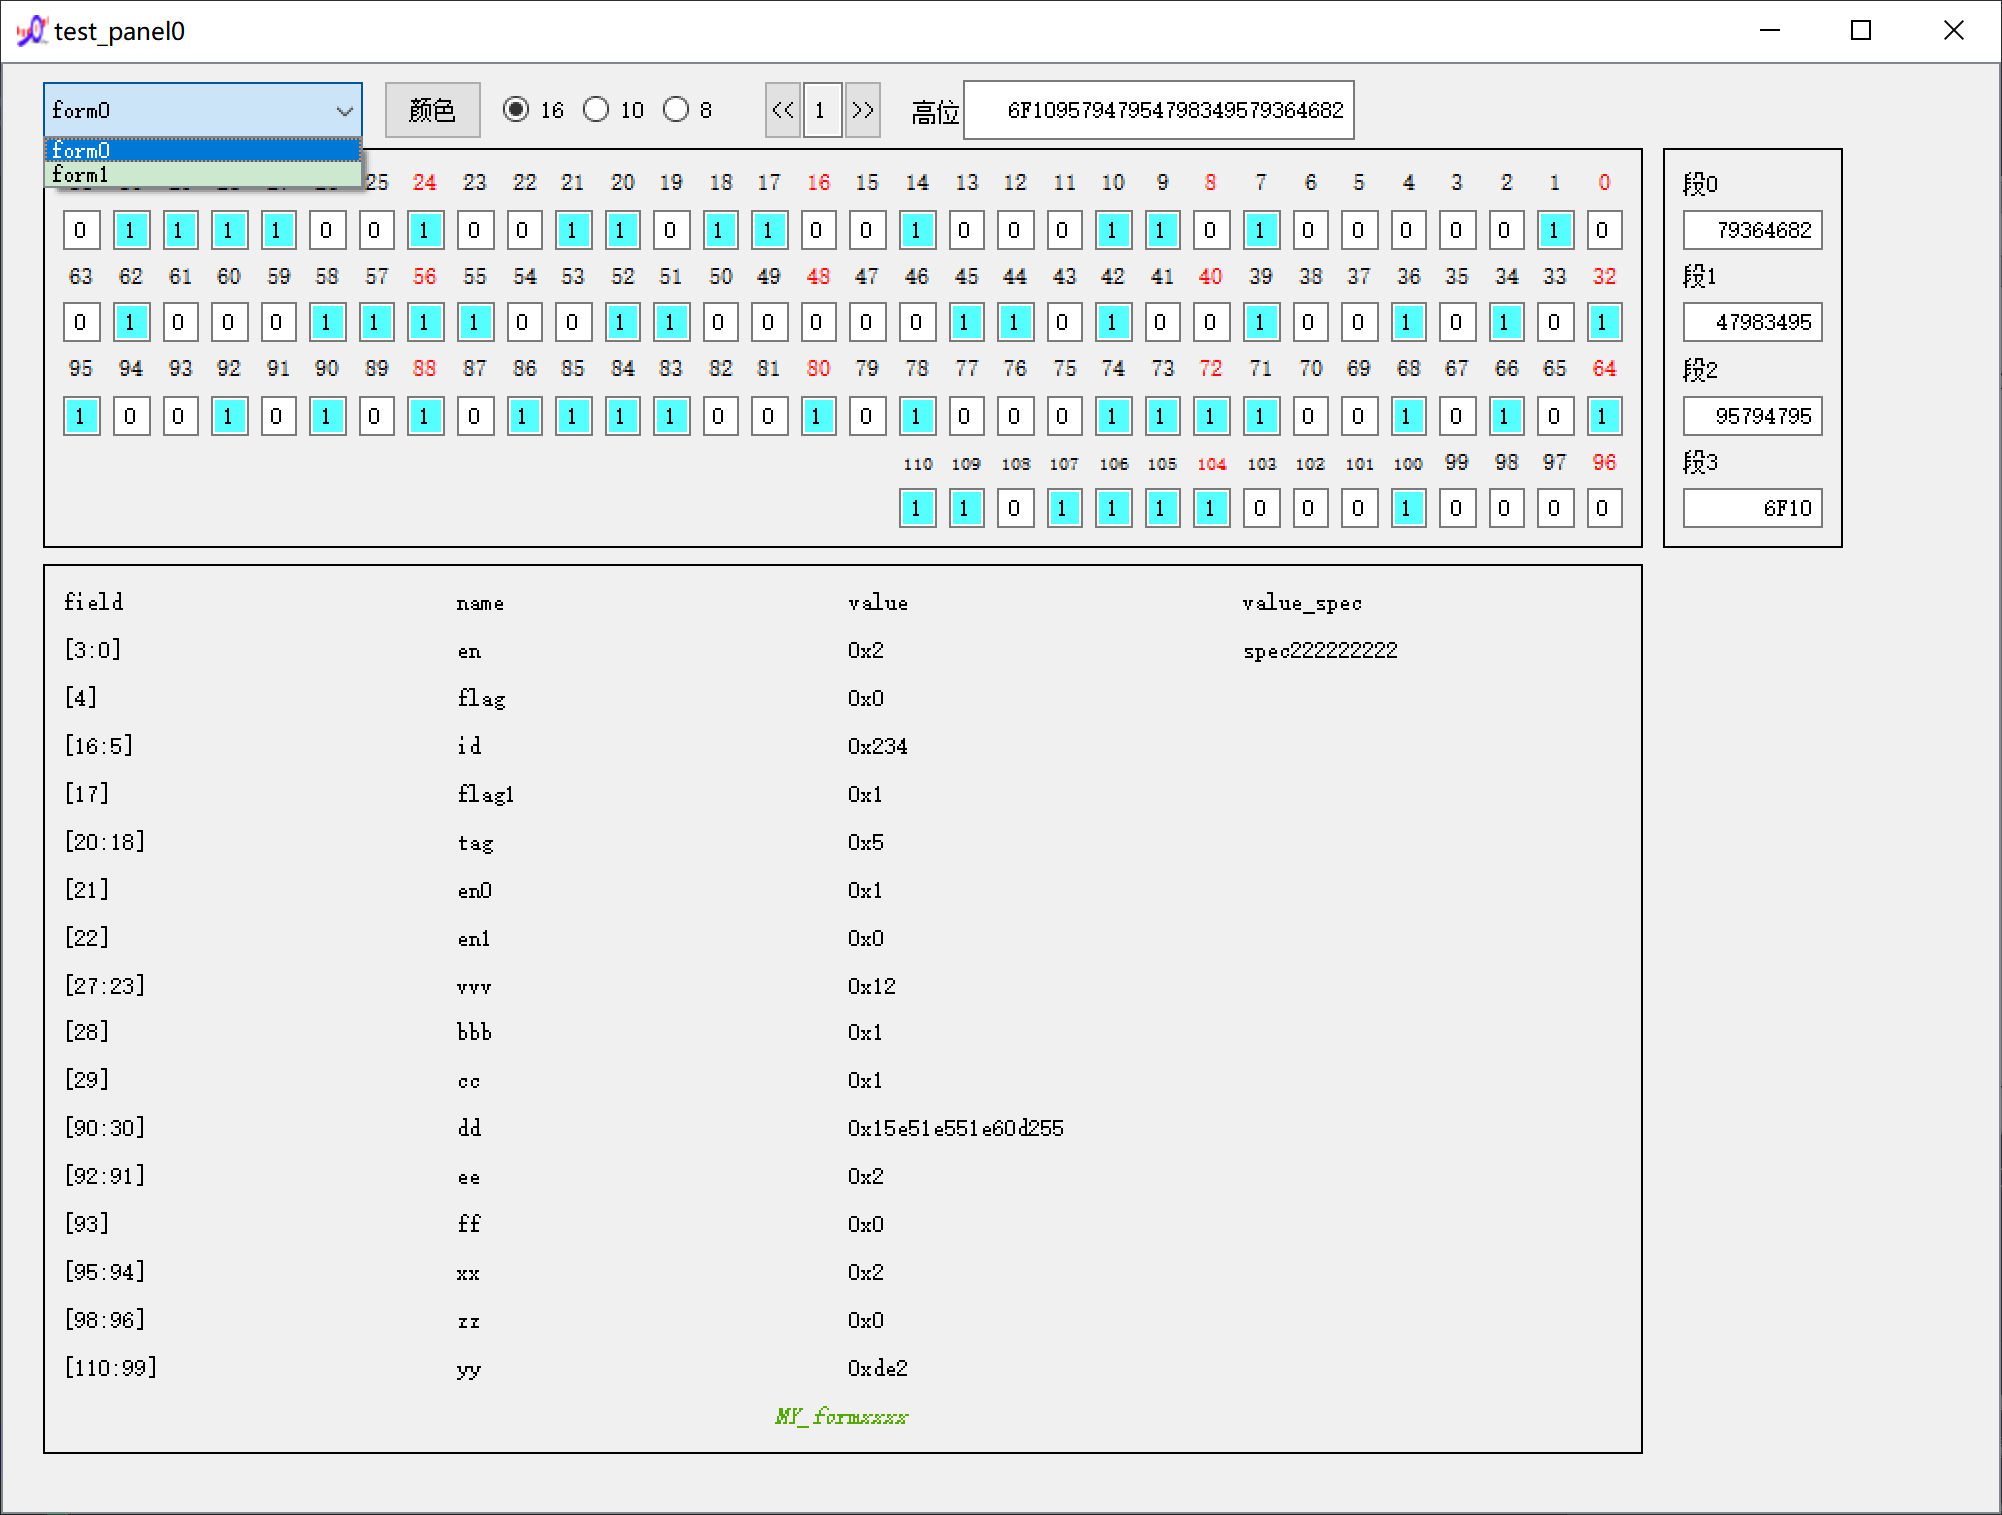 test_panel0
form0 颜色 16 10 8 << 1 >> 高位 6F1095794795479834957936­4682
form0
form1
25 24 23 22 21 20 19 18 17 16 15 14 13 12 11 10 9 8 7 6 5 4 3 2 1 0
0 1 1 1 1 0 0 1 0 0 1 1 0 1 1 0 0 1 0 0 0 1 1 0 1 0 0 0 0 0 1 0
63 62 61 60 59 58 57 56 55 54 53 52 51 50 49 48 47 46 45 44 43 42 41 40 39 38 37 36 35 34 33 32
0 1 0 0 0 1 1 1 1 0 0 1 1 0 0 0 0 0 1 1 0 1 0 0 1 0 0 1 0 1 0 1
95 94 93 92 91 90 89 88 87 86 85 84 83 82 81 80 79 78 77 76 75 74 73 72 71 70 69 68 67 66 65 64
1 0 0 1 0 1 0 1 0 1 1 1 1 0 0 1 0 1 0 0 0 1 1 1 1 0 0 1 0 1 0 1
110 109 108 107 106 105 104 103 102 101 100 99 98 97 96
1 1 0 1 1 1 1 0 0 0 1 0 0 0 0
段0
79364682
段1
47983495
段2
95794795
段3
6F10
field name value value_spec
[3:0] en 0x2 spec222222222
[4] flag 0x0
[16:5] id 0x234
[17] flag1 0x1
[20:18] tag 0x5
[21] en0 0x1
[22] en1 0x0
[27:23] vvv 0x12
[28] bbb 0x1
[29] cc 0x1
[90:30] dd 0x15e51e551e60d255
[92:91] ee 0x2
[93] ff 0x0
[95:94] xx 0x2
[98:96] zz 0x0
[110:99] yy 0xde2
MY_formxxxx